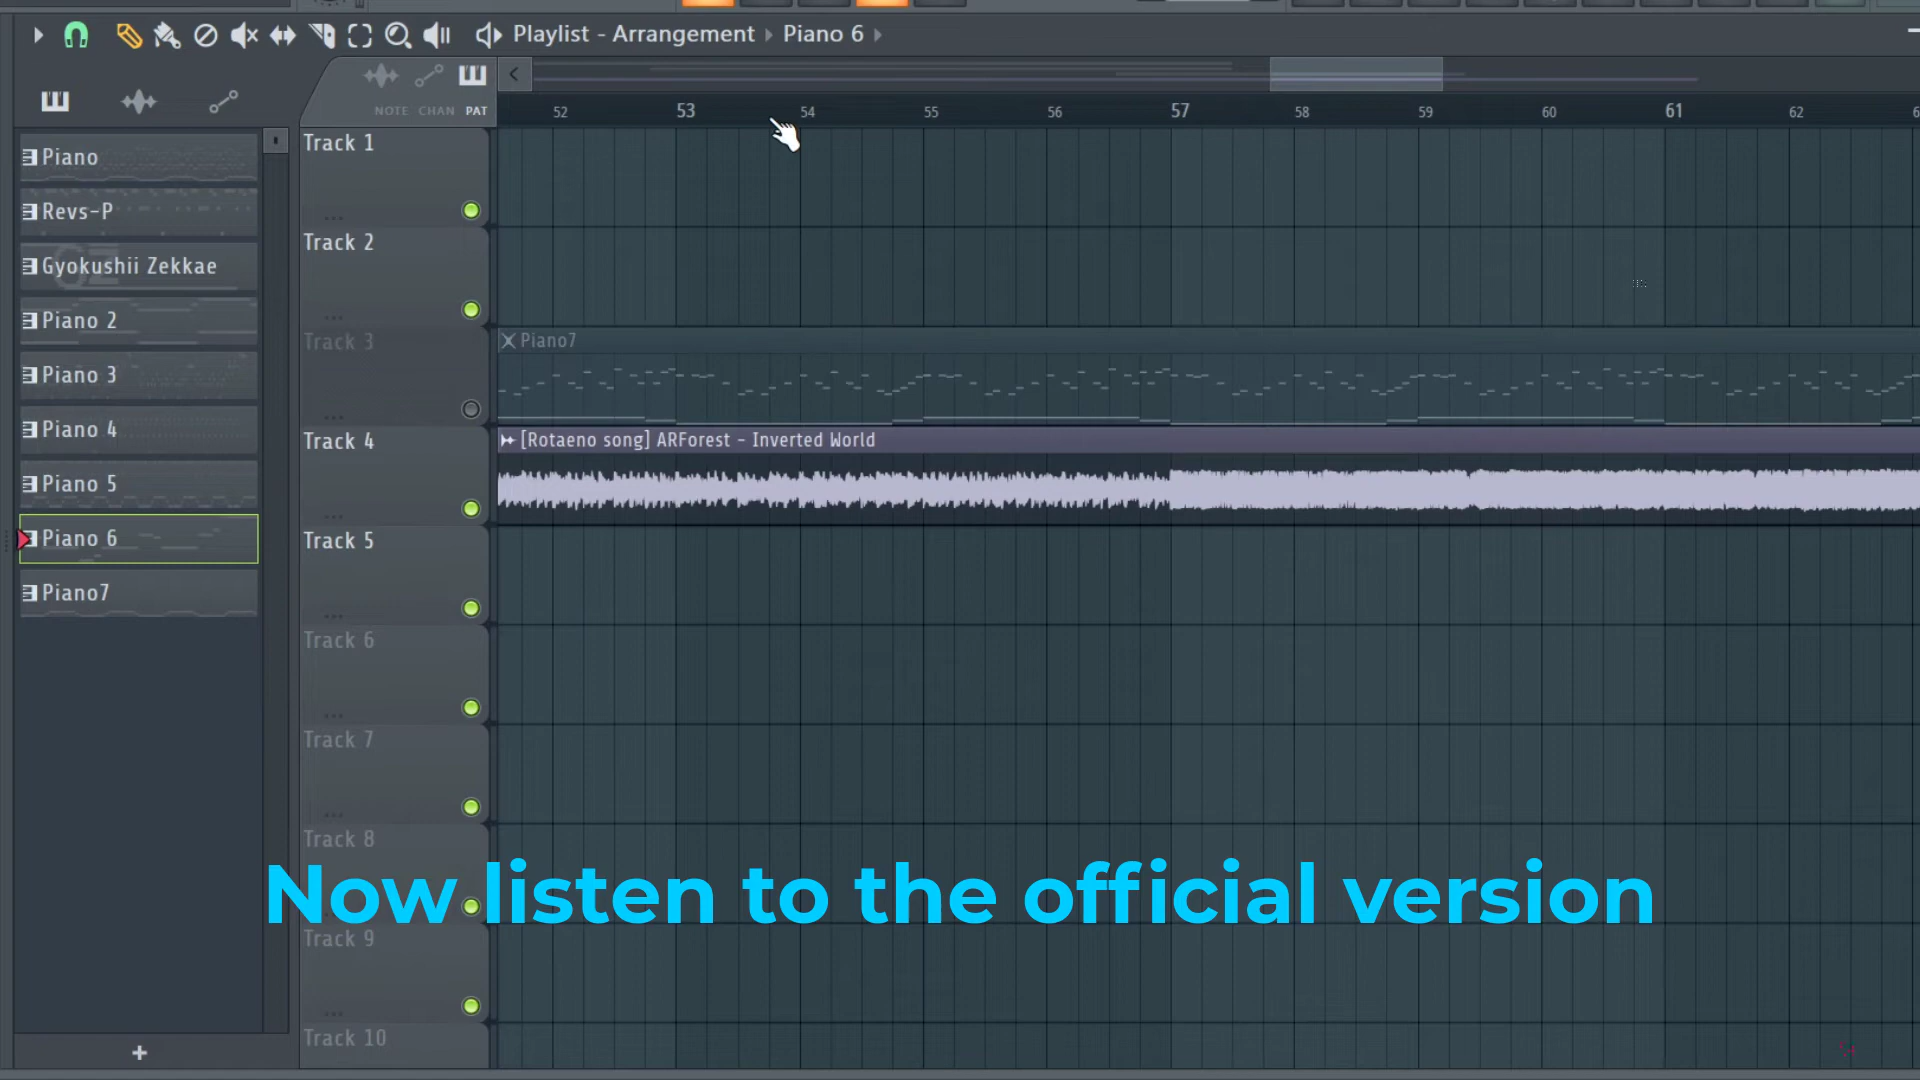 Playlist - Arrangement Piano 6
NOTE CHAN PAT
52 53 54 55 56 57 58 59 60 61 62
Piano
Revs-P
Gyokushii Zekkae
Piano 2
Piano 3
Piano 4
Piano 5
Piano 6
Piano7
Track 1
Track 2
Track 3
Piano7
Track 4
[Rotaeno song] ARForest - Inverted World
Track 5
Track 6
Track 7
Track 8
Now listen to the official version
Track 9
Track 10